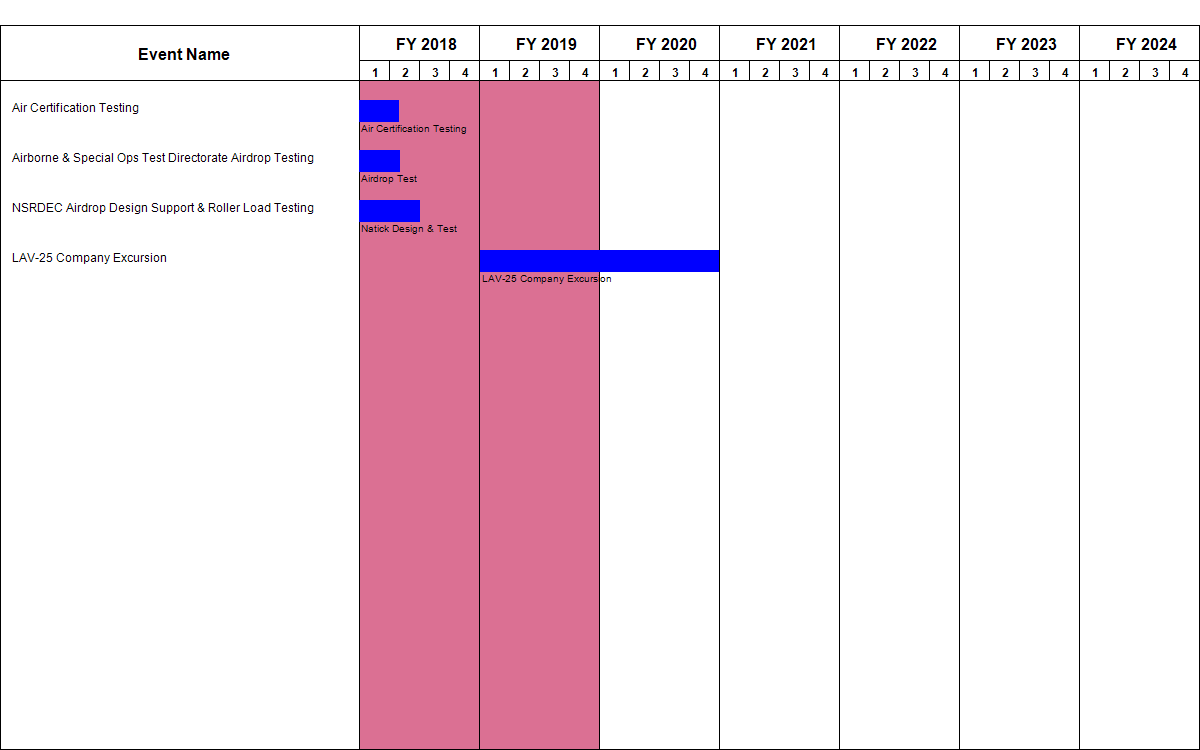 Event Name
FY 2018 FY 2019 FY 2020 FY 2021 FY 2022 FY 2023 FY 2024
1 2 3 4 1 2 3 4 1 2 3 4 1 2 3 4 1 2 3 4 1 2 3 4 1 2 3 4
Air Certification Testing
Air Certification Testing
Airborne & Special Ops Test Directorate Airdrop Testing
Airdrop Test
NSRDEC Airdrop Design Support & Roller Load Testing
Natick Design & Test
LAV-25 Company Excursion
LAV-25 Company Excursion